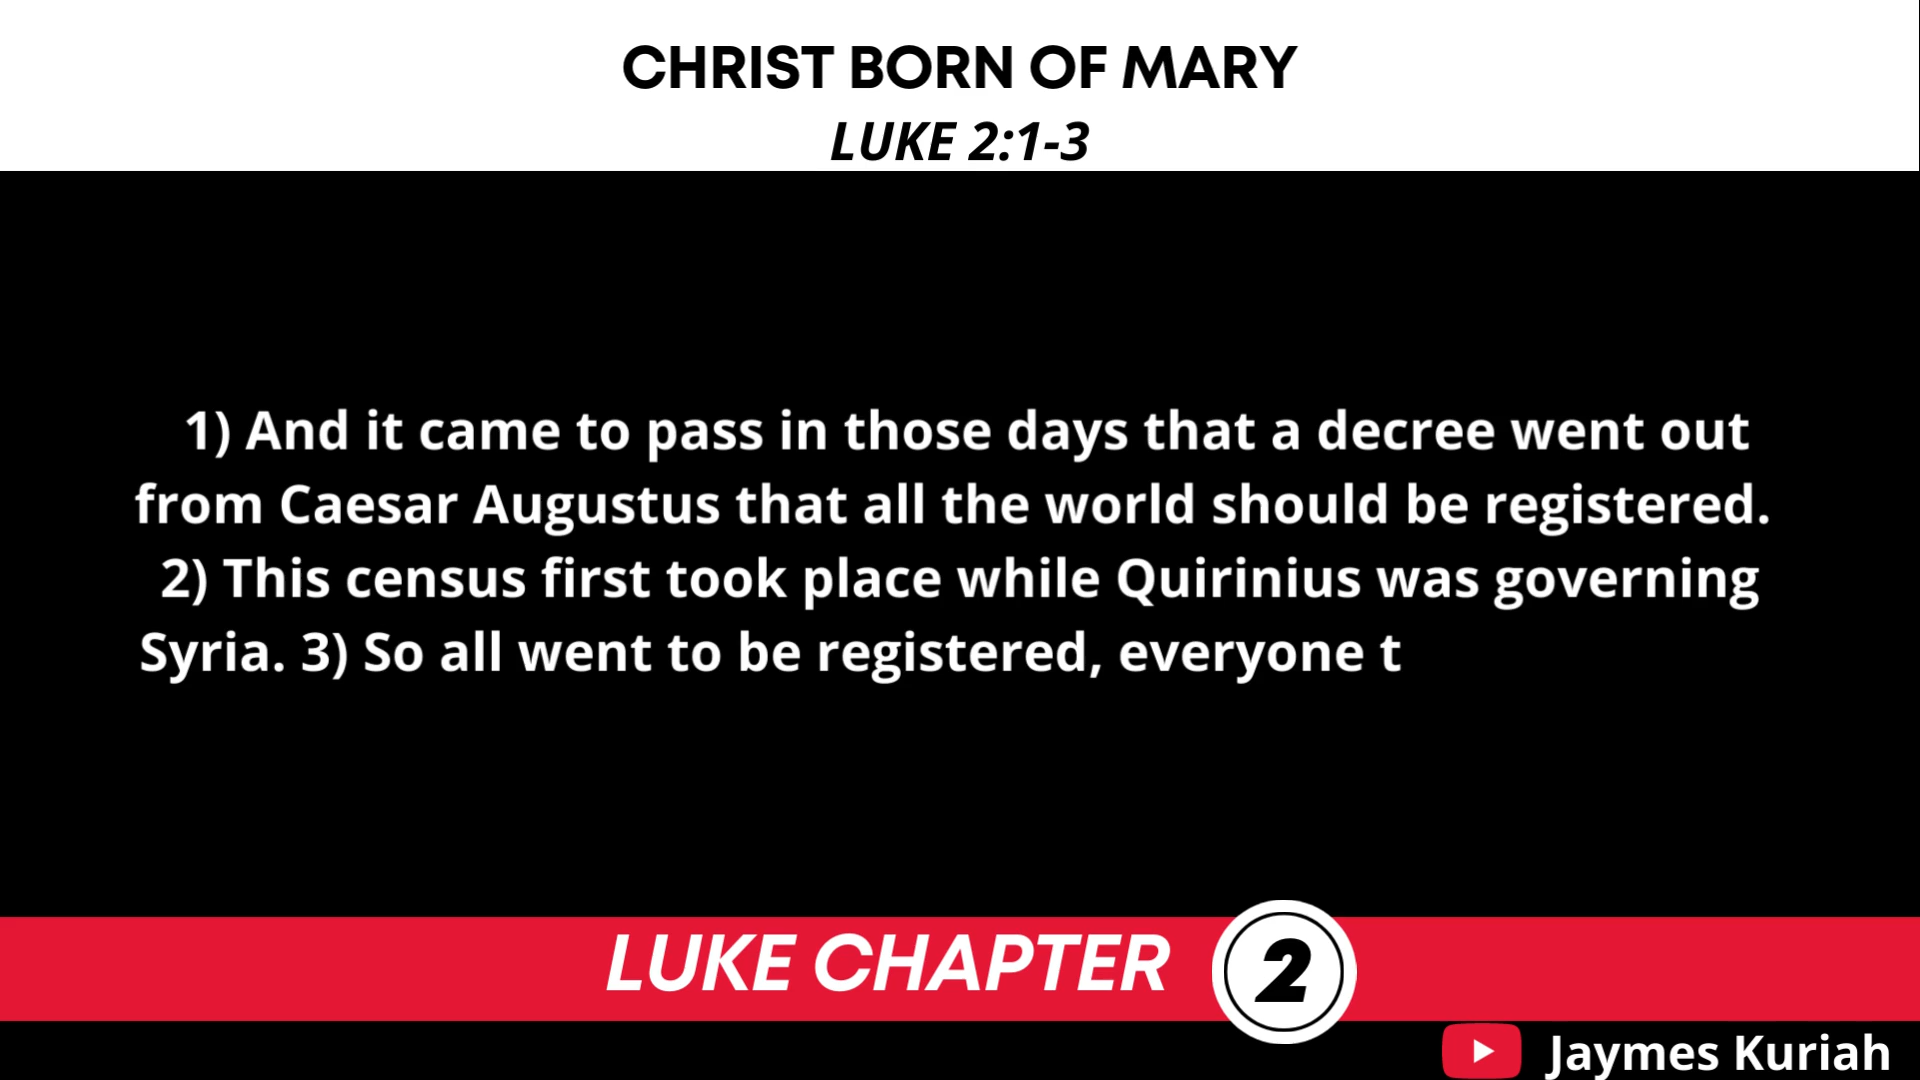 CHRIST BORN OF MARY
LUKE 2:1-3
1) And it came to pass in those days that a decree went out
from Caesar Augustus that all the world should be registered.
2) This census first took place while Quirinius was governing
Syria. 3) So all went to be registered, everyone t
LUKE CHAPTER 2
Jaymes Kuriah